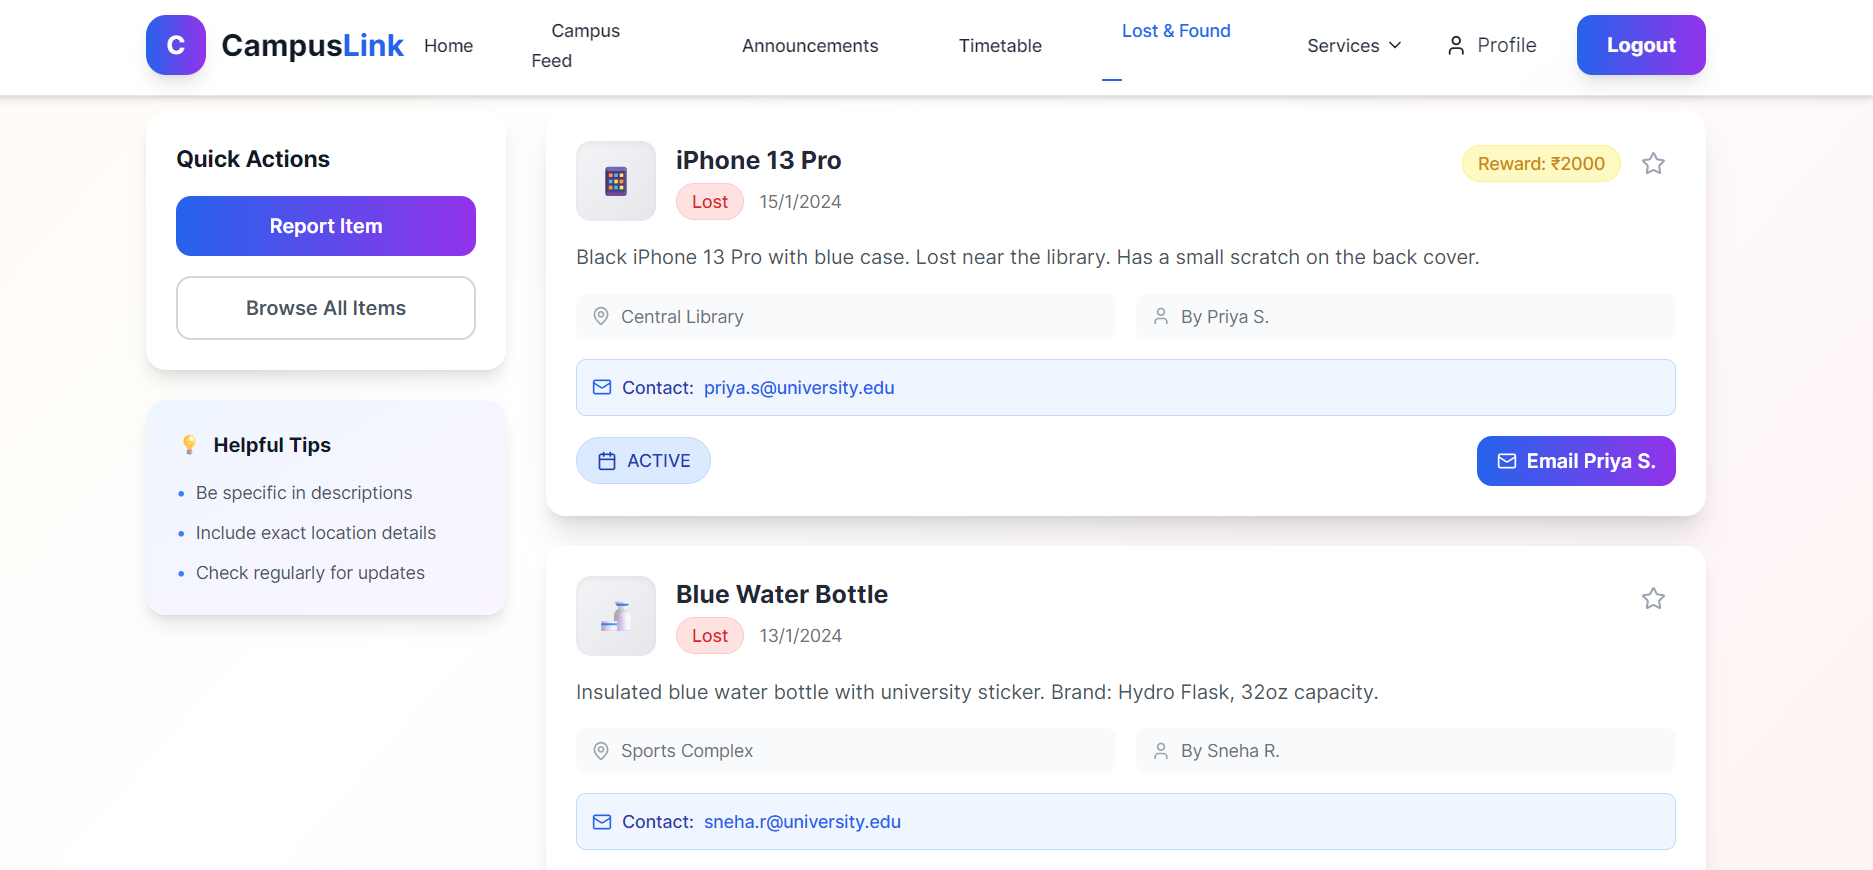 C
CampusLink
Home
Campus
Feed
Announcements
Timetable
Lost & Found
Services
Profile
Logout
Quick Actions
Report Item
Browse All Items
Helpful Tips
Be specific in descriptions
Include exact location details
Check regularly for updates
iPhone 13 Pro
Reward: ₹2000
Lost 15/1/2024
Black iPhone 13 Pro with blue case. Lost near the library. Has a small scratch on the back cover.
Central Library
By Priya S.
Contact: priya.s@university.edu
ACTIVE
Email Priya S.
Blue Water Bottle
Lost 13/1/2024
Insulated blue water bottle with university sticker. Brand: Hydro Flask, 32oz capacity.
Sports Complex
By Sneha R.
Contact: sneha.r@university.edu